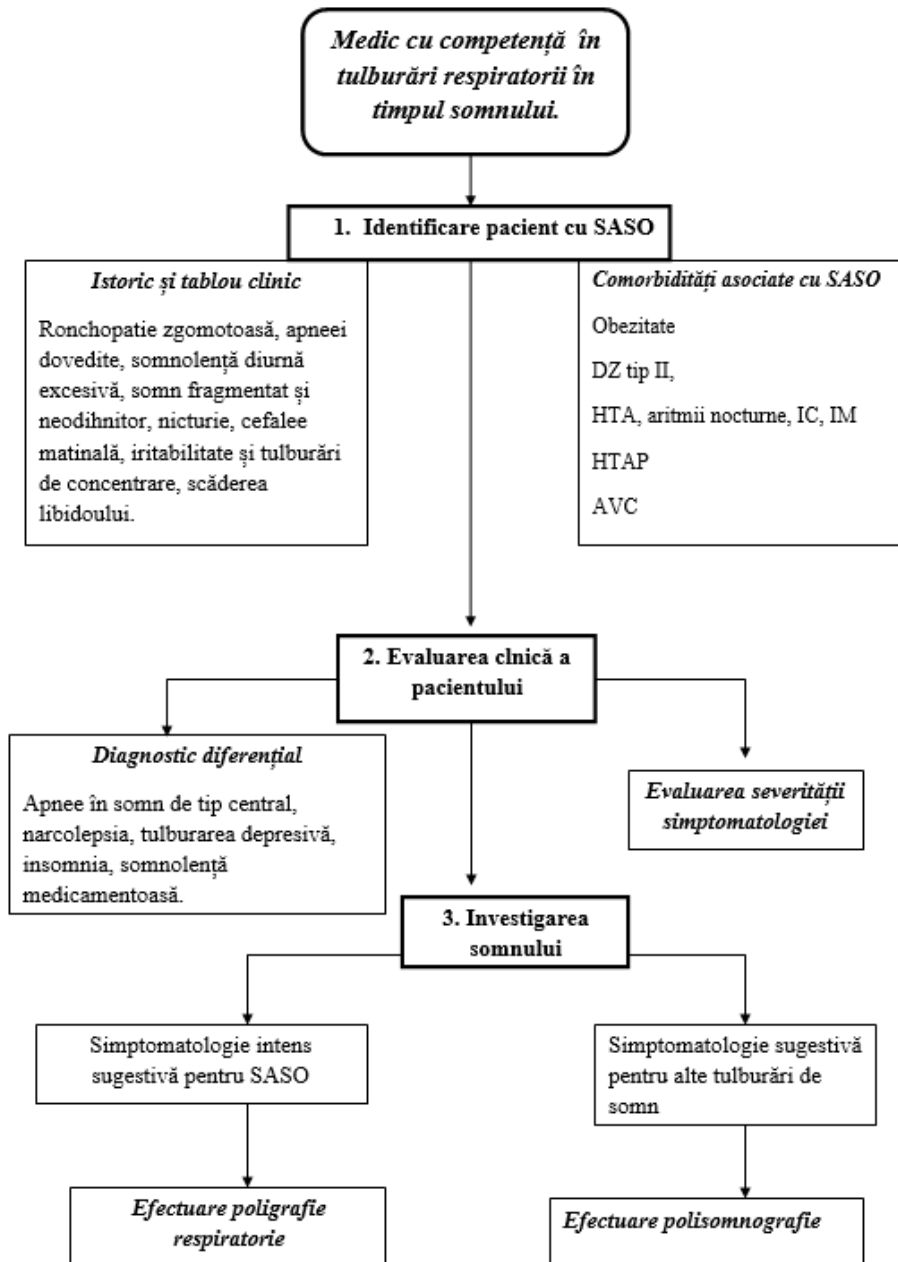 Medic cu competență în
tulburări respiratorii în
timpul somnului.
1. Identificare pacient cu SASO
Istoric și tablou clinic
Ronchopatie zgomotoasă, apneei
dovedite, somnolență diurnă
excesivă, somn fragmentat și
neodihnitor, nicturie, cefalee
matinală, iritabilitate și tulburări
de concentrare, scăderea
libidoului.
Comorbidități asociate cu SASO
Obezitate
DZ tip II,
HTA, aritmii nocturne, IC, IM
HTAP
AVC
2. Evaluarea clnică a
pacientului
Diagnostic diferențial
Apnee în somn de tip central,
narcolepsia, tulburarea depresivă,
insomnia, somnolență
medicamentoasă.
Evaluarea severității
simptomatologiei
3. Investigarea
somnului
Simptomatologie intens
sugestivă pentru SASO
Simptomatologie sugestivă
pentru alte tulburări de
somn
Efectuare poligrafie
respiratorie
Efectuare polisomnografie